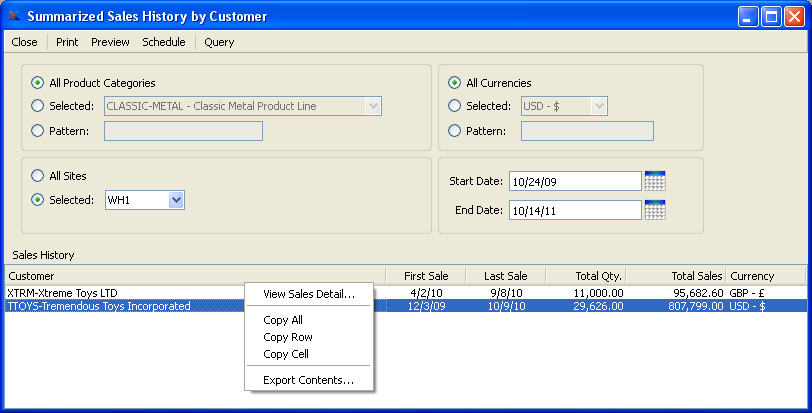 Summarized Sales History by Customer
Close Print Preview Schedule Query
All Product Categories
Selected: CLASSIC-METAL - Classic Metal Product Line
Pattern:
All Currencies
Selected: USD - $
Pattern:
All Sites
Selected: WH1
Start Date: 10/24/09
End Date: 10/14/11
Sales History
Customer First Sale Last Sale Total Qty. Total Sales Currency
XTRM-Xtreme Toys LTD 4/2/10 9/8/10 11,000.00 95,682.60 GBP - £
TTOYS-Tremendous Toys Incorporated 12/3/09 10/9/10 29,626.00 807,799.00 USD - $
View Sales Detail...
Copy All
Copy Row
Copy Cell
Export Contents...